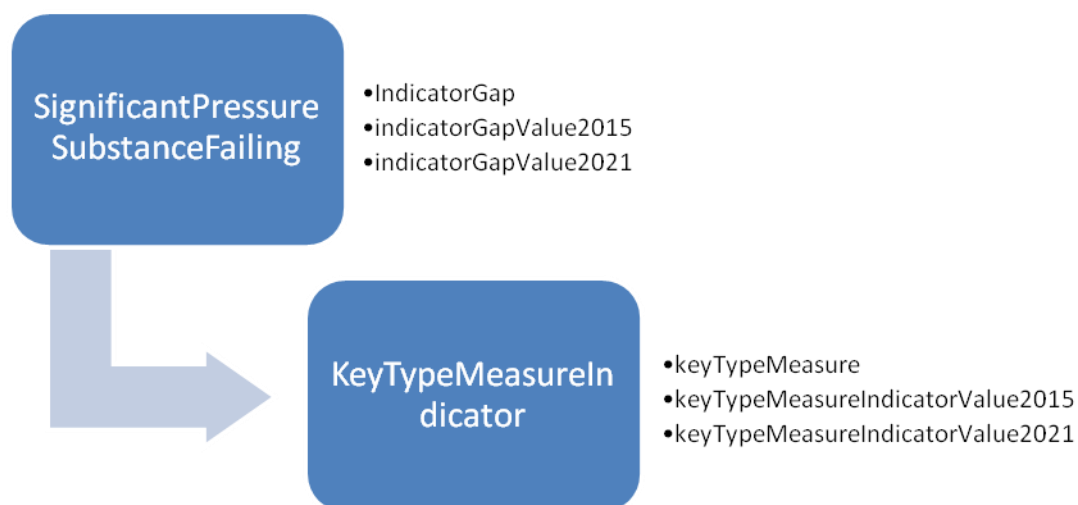 SignificantPressure
SubstanceFailing
•IndicatorGap
•indicatorGapValue2015
•indicatorGapValue2021
KeyTypeMeasureIn
dicator
•keyTypeMeasure
•keyTypeMeasureIndicatorValue2015
•keyTypeMeasureIndicatorValue2021